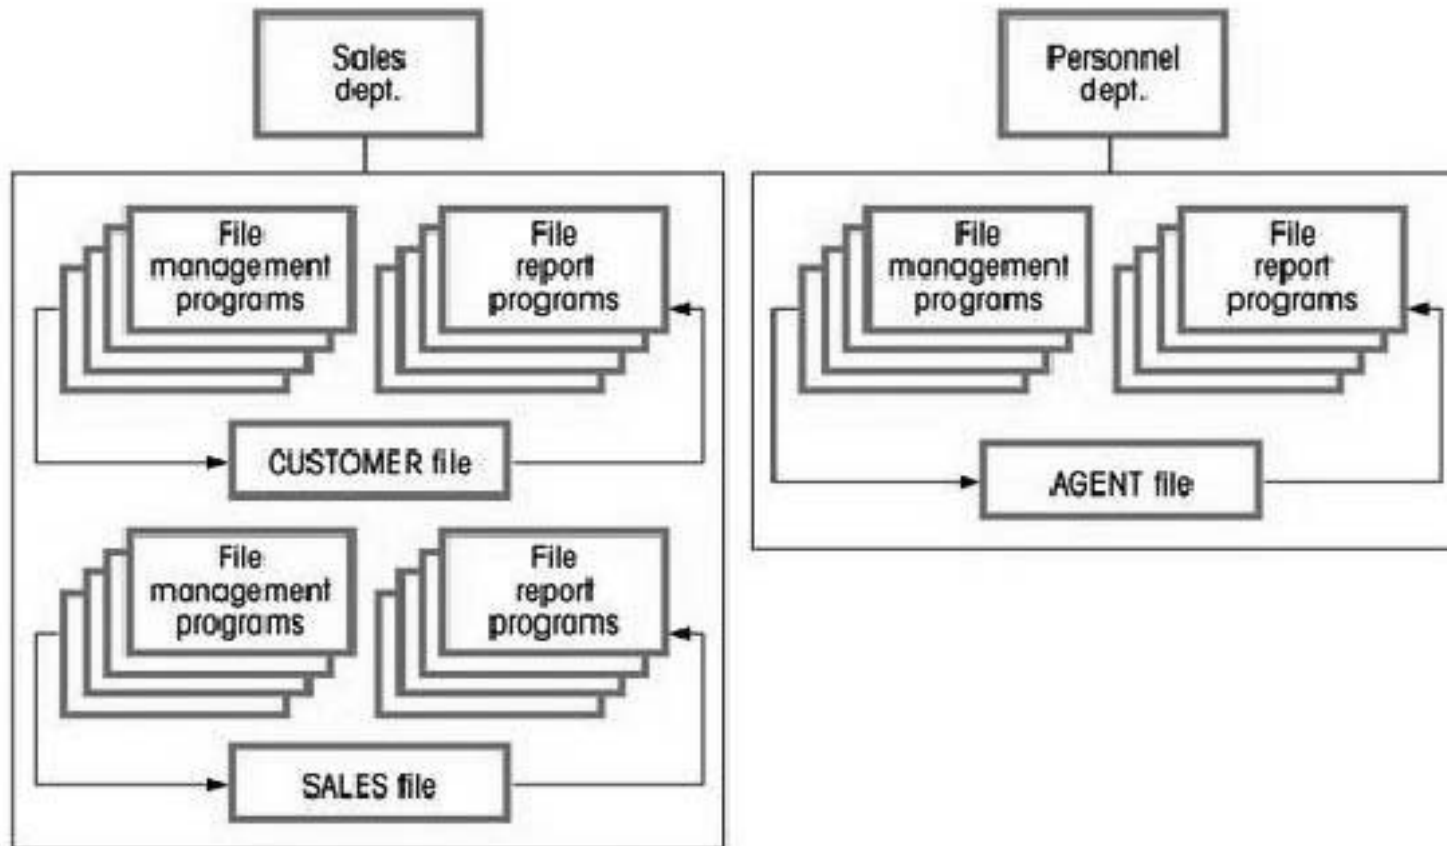 Sales
dept.
Personnel
dept.
File
management
programs
File
report
programs
File
management
programs
File
report
programs
CUSTOMER file
AGENT file
File
management
programs
File
report
programs
SALES file